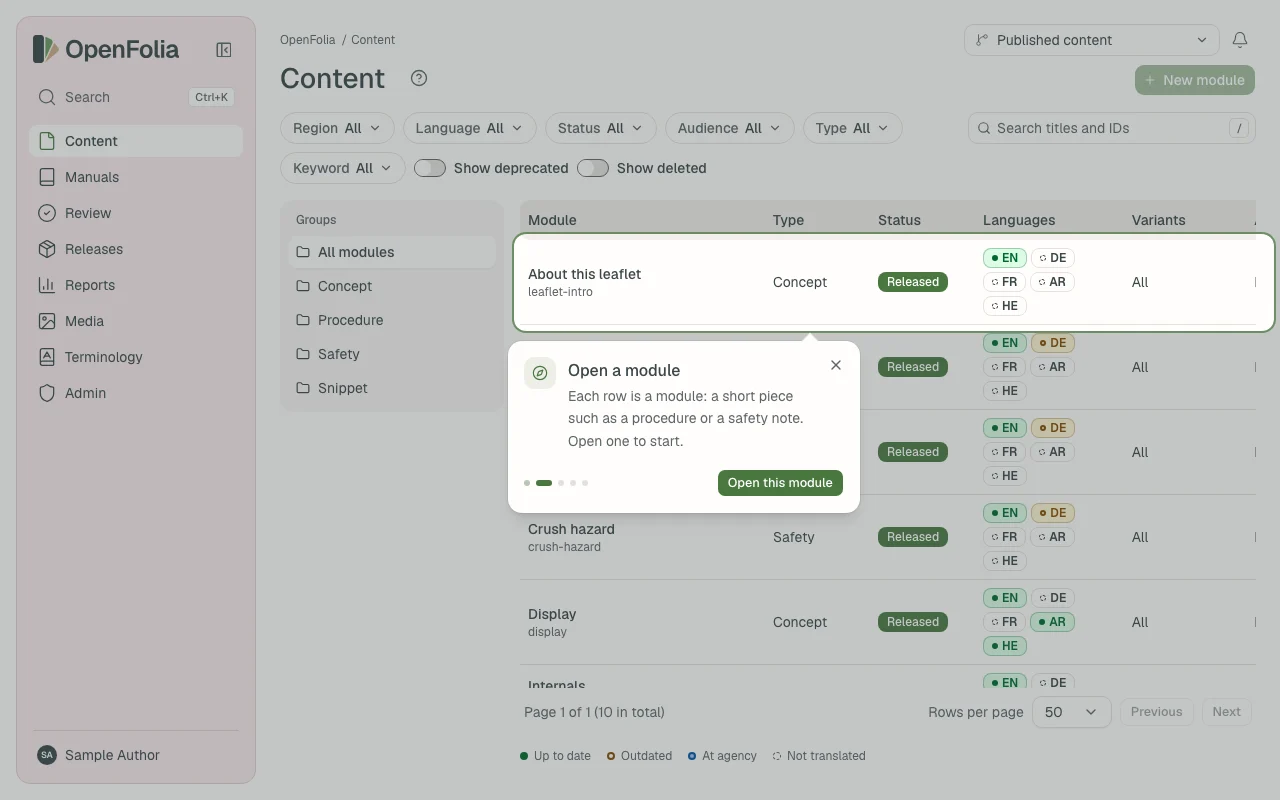 OpenFolia
Search
Ctrl+K
Content
Manuals
Review
Releases
Reports
Media
Terminology
Admin
SA
Sample Author
OpenFolia / Content
Published content
Content
New module
Region All
Language All
Status All
Audience All
Type All
Search titles and IDs
/
Keyword All
Show deprecated
Show deleted
Groups
All modules
Concept
Procedure
Safety
Snippet
Module Type Status Languages Variants
About this leaflet
leaflet-intro
Concept
Released
EN DE
FR AR
HE
All
Released
EN DE
FR AR
HE
All
Open a module
Each row is a module: a short piece
such as a procedure or a safety note.
Open one to start.
Open this module
Released
EN DE
FR AR
HE
All
Crush hazard
crush-hazard
Safety
Released
EN DE
FR AR
HE
All
Display
display
Concept
Released
EN DE
FR AR
HE
All
Internals
EN DE
Page 1 of 1 (10 in total)
Rows per page
50
Previous
Next
Up to date
Outdated
At agency
Not translated